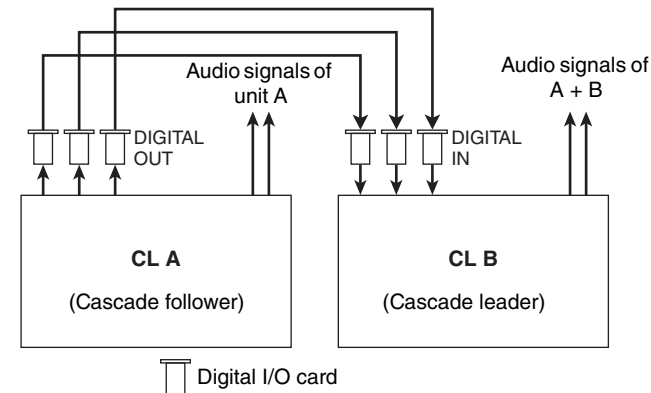 Audio signals of
unit A
Audio signals of
A + B
DIGITAL
OUT
DIGITAL
IN
CL A
(Cascade follower)
CL B
(Cascade leader)
Digital I/O card